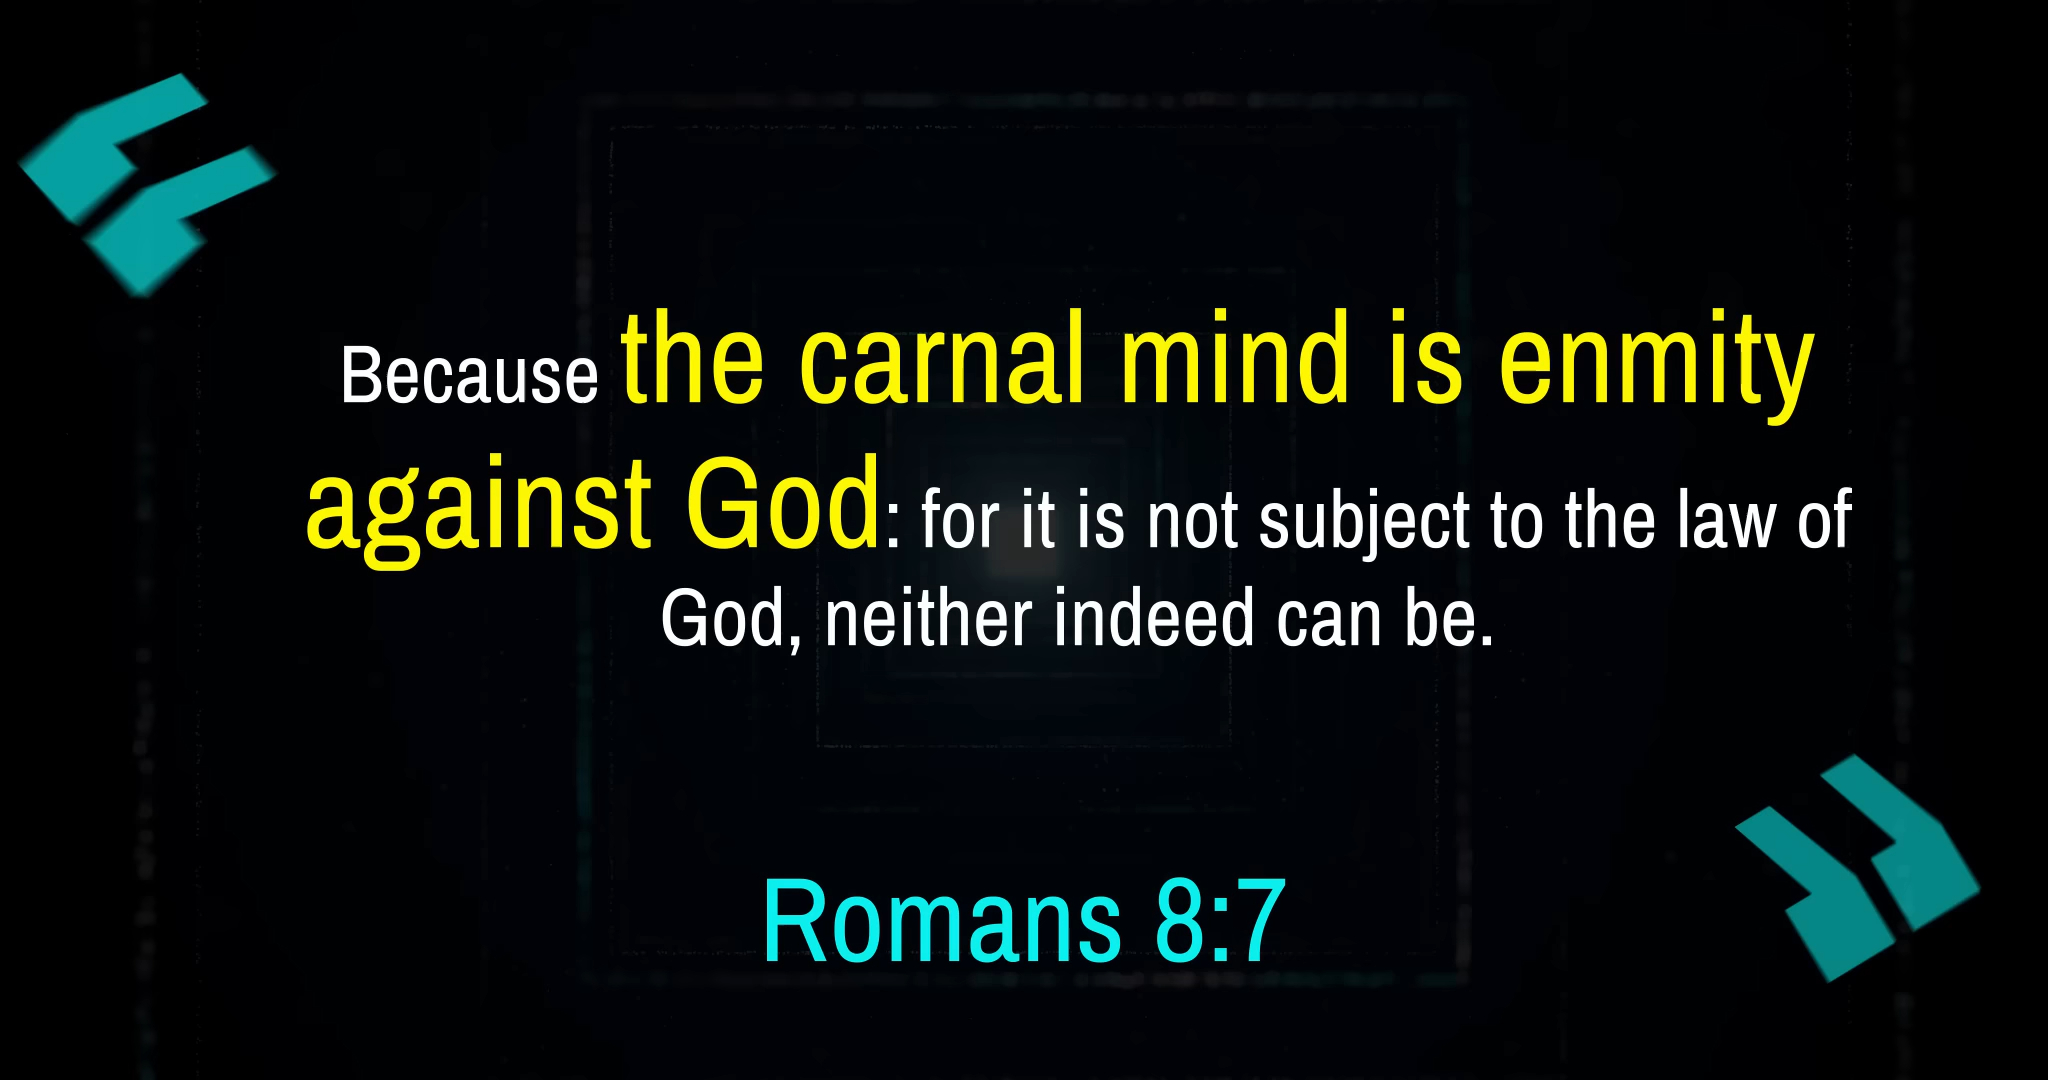 Because the carnal mind is enmity
against God: for it is not subject to the law of
God, neither indeed can be.
Romans 8:7